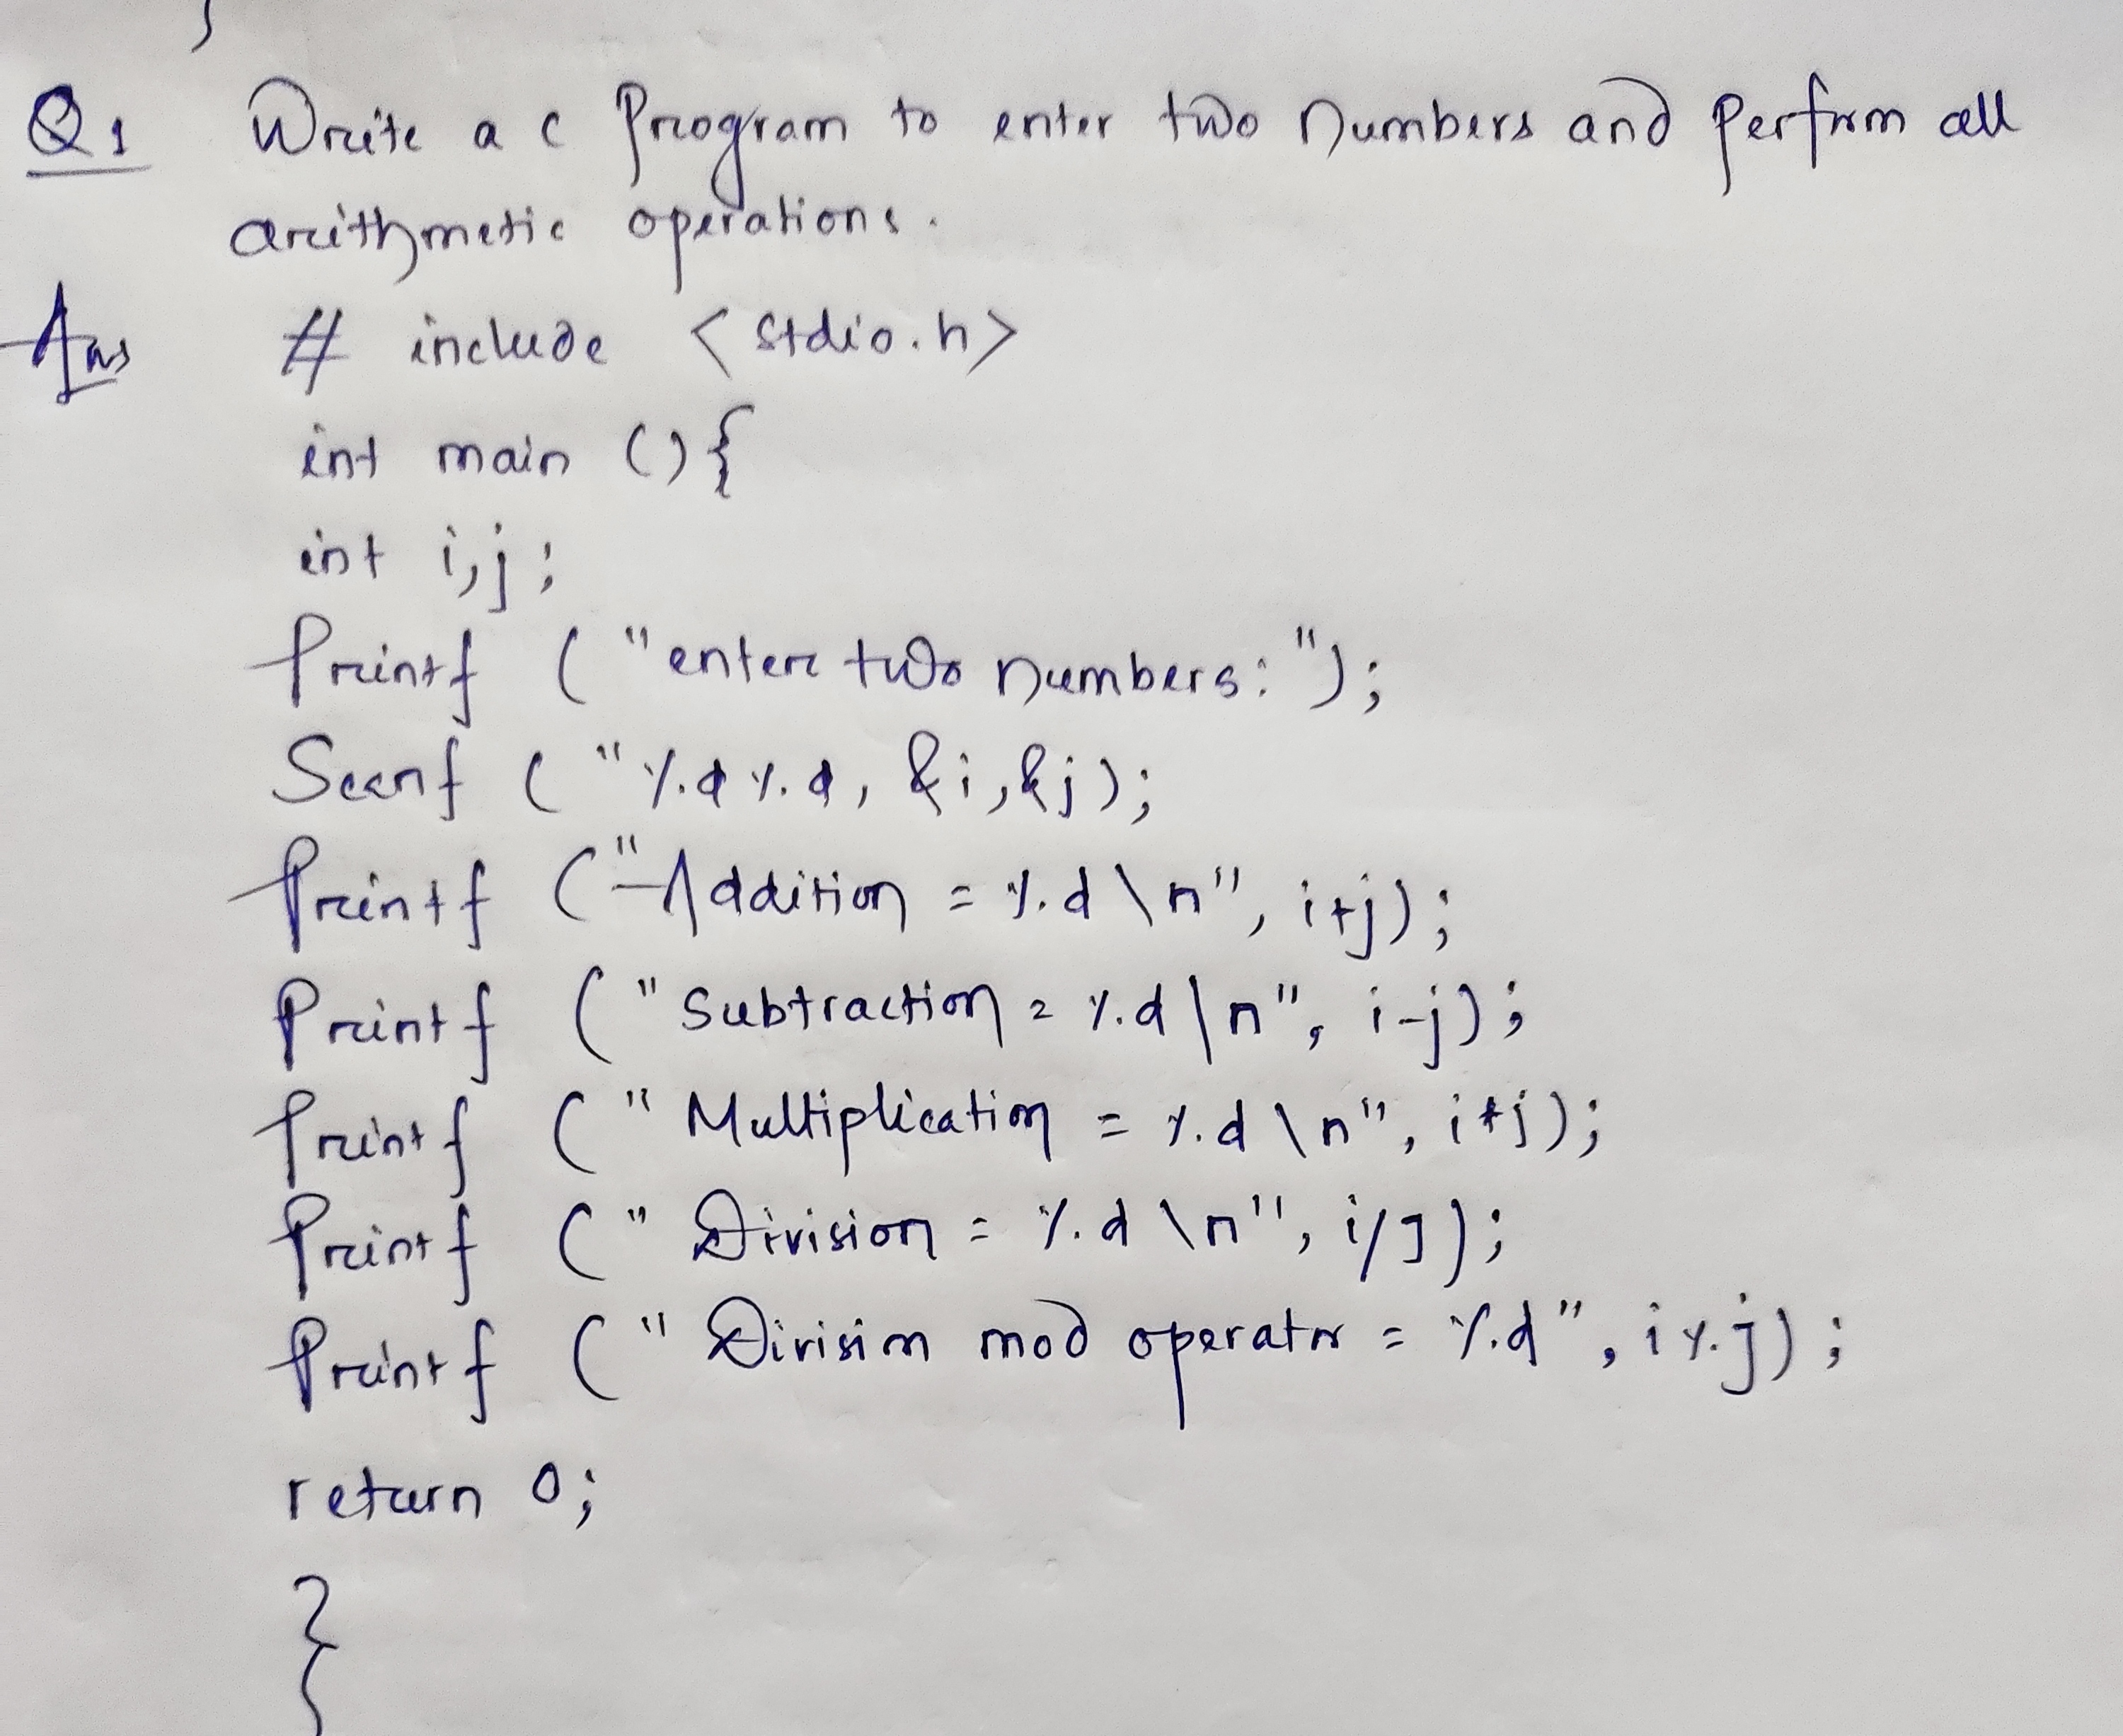 }
Q1 Write a c Program to enter two numbers and perform all
arithmetic operations.
Ans # include <stdio.h>
int main () {
int i,j;
Printf ("enter two numbers:");
Scanf ("%d%d, &i,&j);
Printf ("Addition = %d \n", i+j);
Printf ("Subtraction = %d \n", i-j);
Printf ("Multiplication = %d \n", i*j);
Printf ("Division = %d \n", i/j);
Printf ("Division mod operator = %d", i%j);
return 0;
}